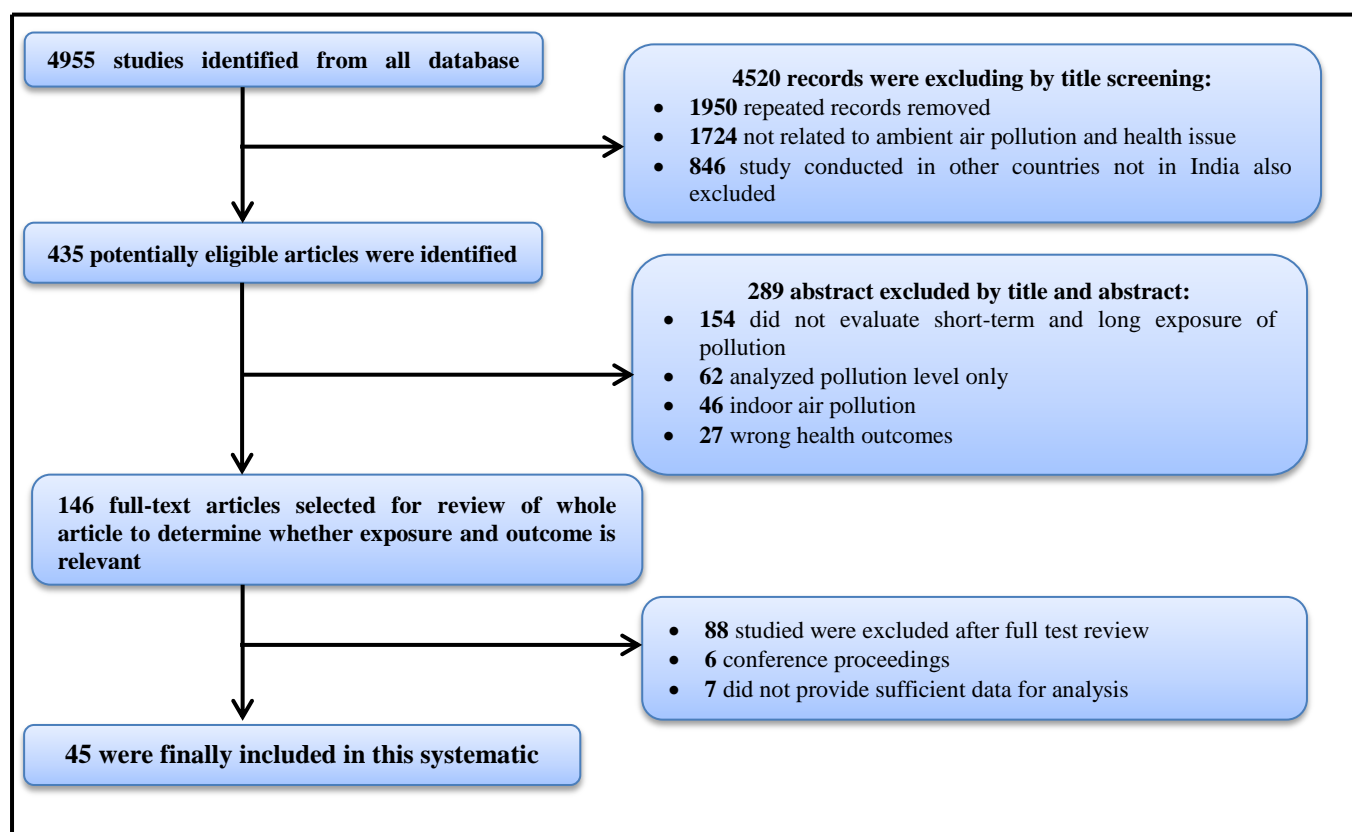 4955 studies identified from all database
4520 records were excluding by title screening:
• 1950 repeated records removed
• 1724 not related to ambient air pollution and health issue
• 846 study conducted in other countries not in India also
excluded
435 potentially eligible articles were identified
289 abstract excluded by title and abstract:
• 154 did not evaluate short-term and long exposure of
pollution
• 62 analyzed pollution level only
• 46 indoor air pollution
• 27 wrong health outcomes
146 full-text articles selected for review of whole
article to determine whether exposure and outcome is
relevant
• 88 studied were excluded after full test review
• 6 conference proceedings
• 7 did not provide sufficient data for analysis
45 were finally included in this systematic